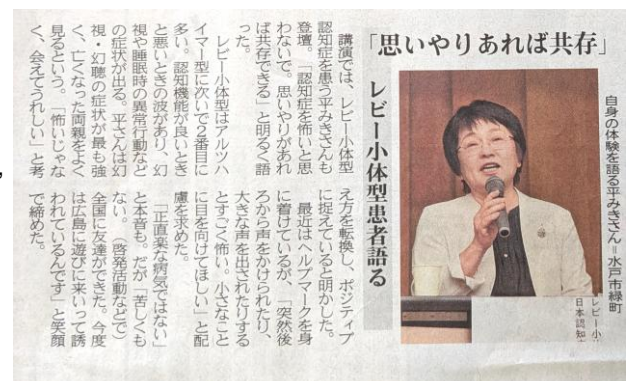 「思いやりあれば共存」
レビー小体型患者語る
自身の体験を語る平みきさん＝水戸市緑町
レビー小
日本認知
講演では、レビー小体型
認知症を患う平みきさんも
登壇。「認知症を怖いと思
わないで。思いやりがあれ
ば共存できる」と明るく語
った。
レビー小体型はアルツハ
イマー型に次いで２番目に
多い。認知機能が良いとき
と悪いときの波があり、幻
視や睡眠時の異常行動など
の症状が出る。平さんは幻
視・幻聴の症状が最も強
く、亡くなった両親をよく
見るという。「怖いじゃな
く、会えてうれしい」と考
え方を転換し、ポジティブ
に捉えていると明かした。
最近はヘルプマークを身
に着けているが、「突然後
ろから声をかけられたり、
大きな声を出されたりする
とすごく怖い。小さなこと
に目を向けてほしい」と配
慮を求めた。
「正直楽な病気ではない」
と本音も。だが「苦しくも
ない。（啓発活動などで）
全国に友達ができた。今度
は広島に遊びに来いって誘
われているんです」と笑顔
で締めた。